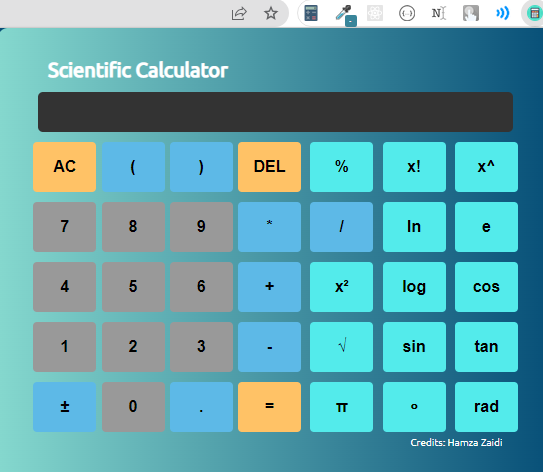 Scientific Calculator
AC ( ) DEL % x! x^
7 8 9 * / ln e
4 5 6 + x² log cos
1 2 3 - √ sin tan
± 0 . = π ° rad
Credits: Hamza Zaidi